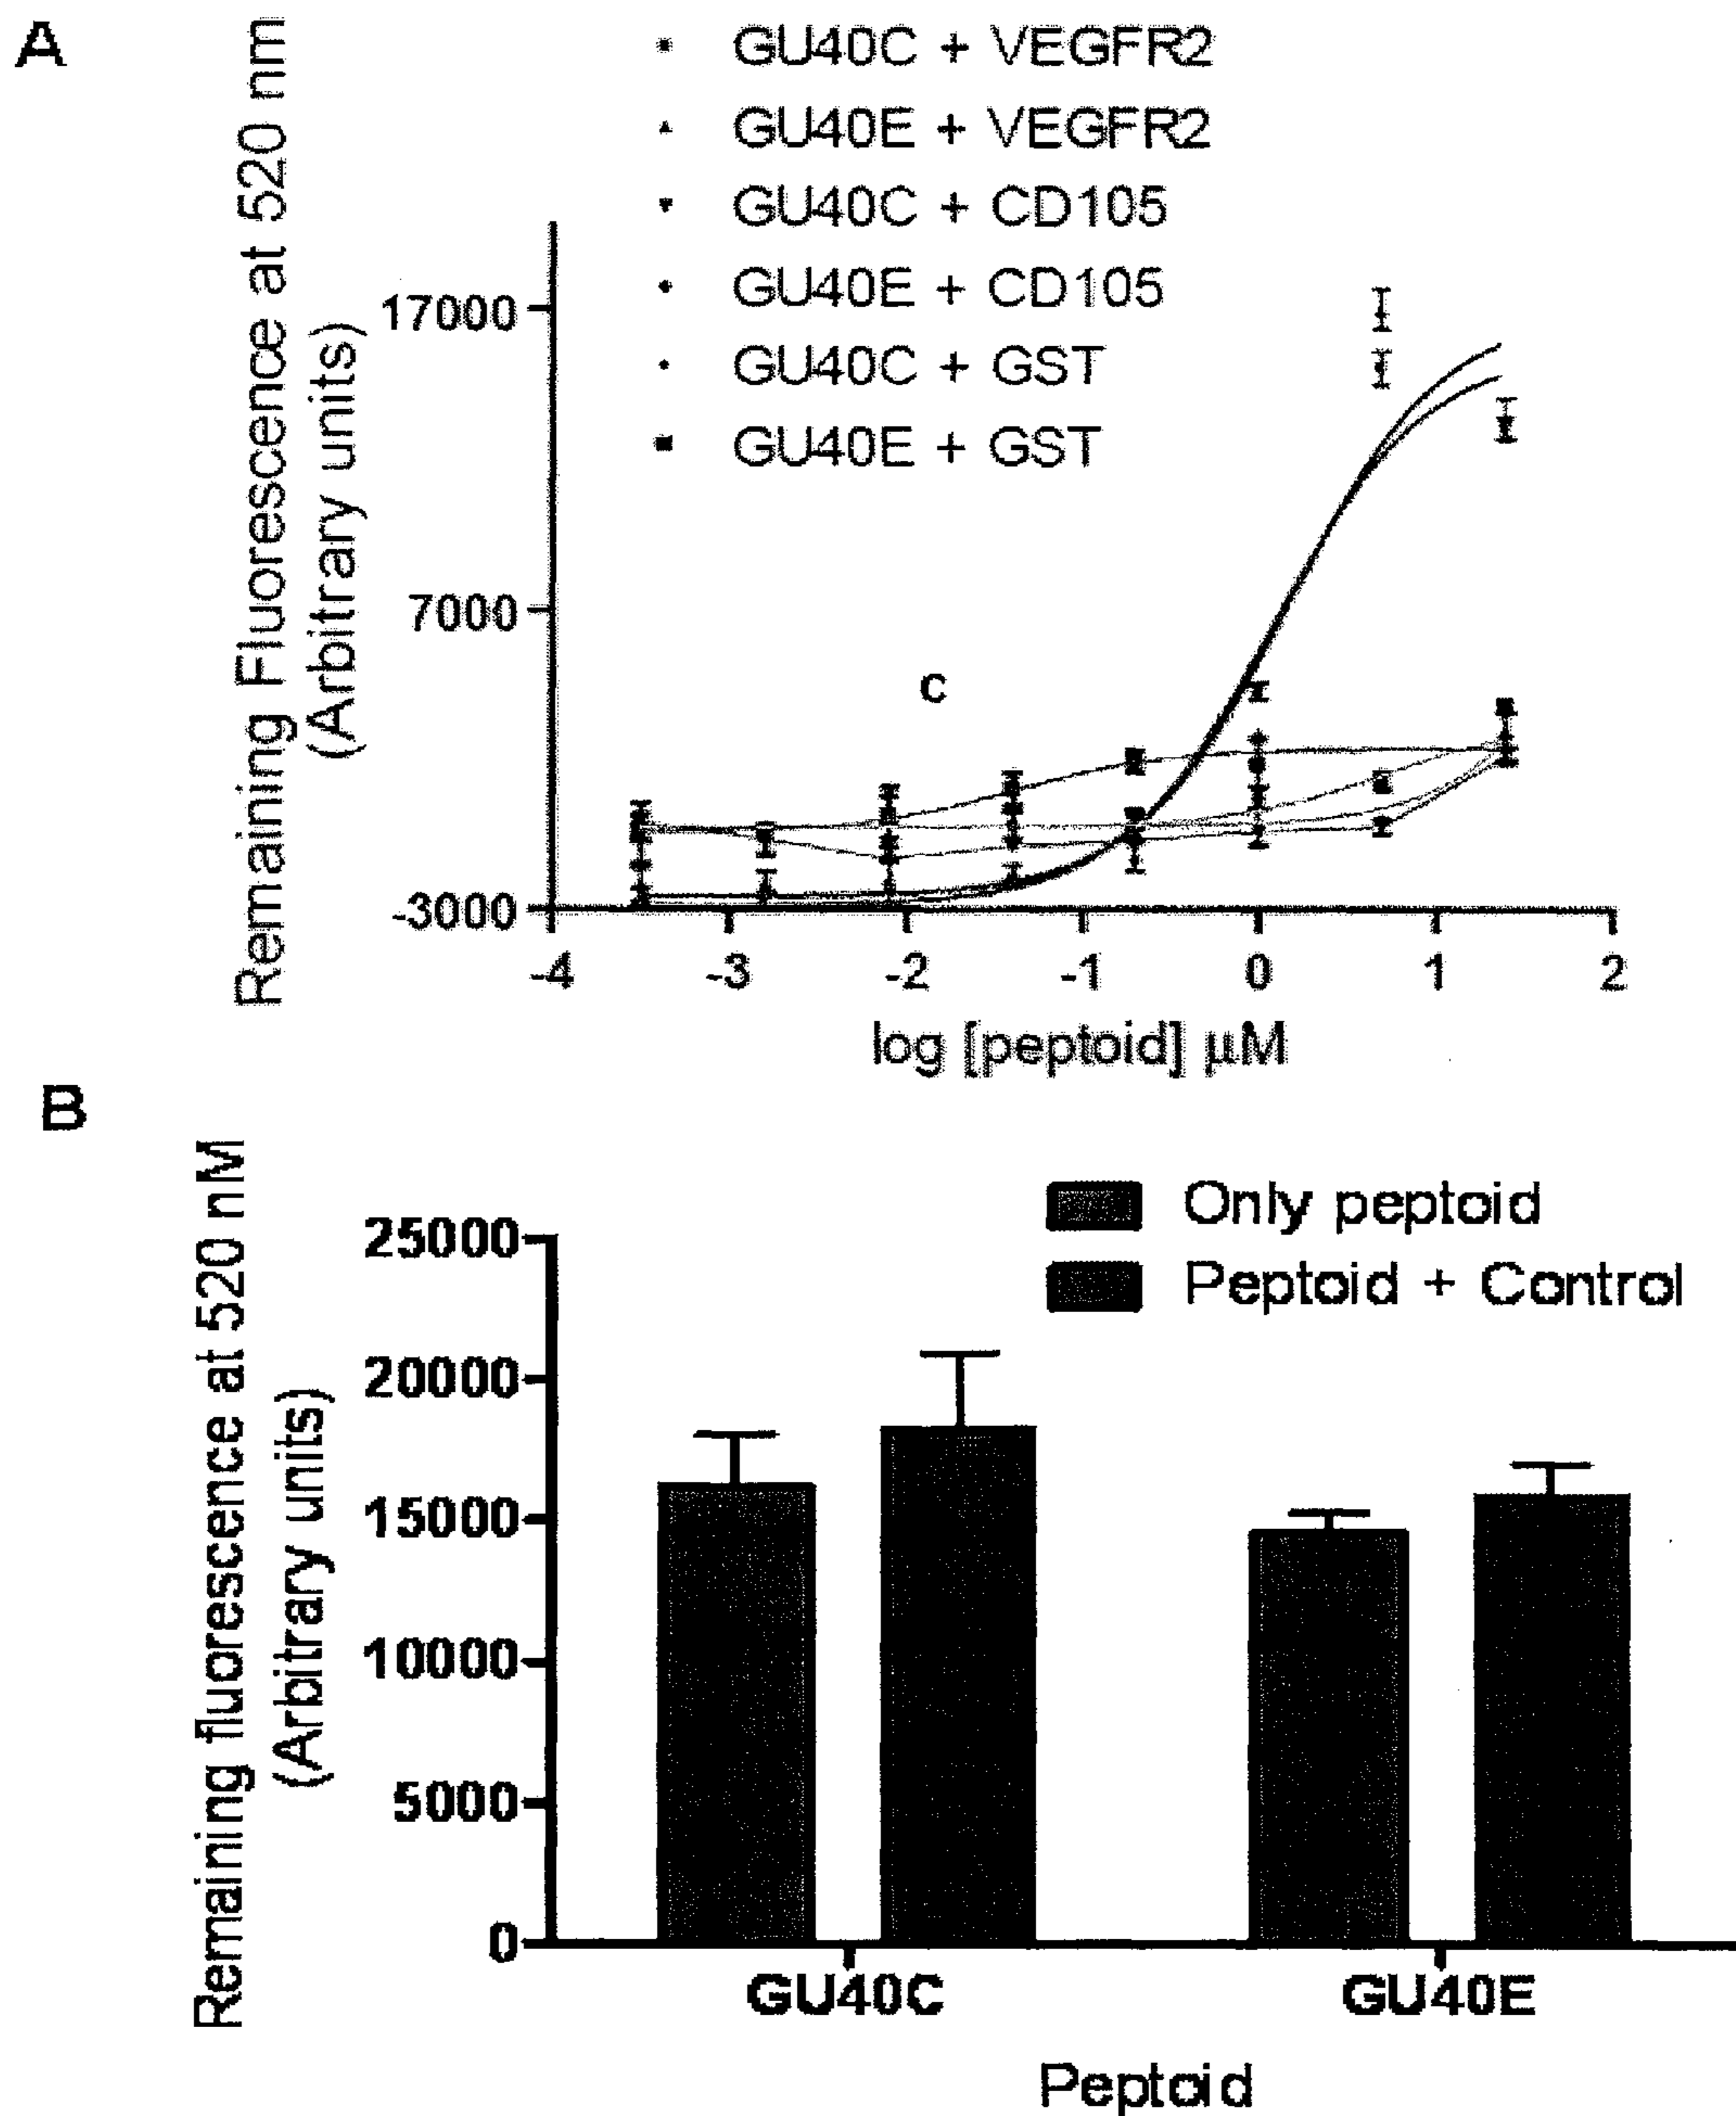 A
GU40C + VEGFR2
GU40E + VEGFR2
GU40C + CD105
GU40E + CD105
GU40C + GST
GU40E + GST
Remaining Fluorescence at 520 nm
(Arbitrary units)
17000
7000
-3000
C
-4 -3 -2 -1 0 1 2
log [peptoid] µM
B
Only peptoid
Peptoid + Control
Remaining fluorescence at 520 nM
(Arbitrary units)
25000
20000
15000
10000
5000
0
GU40C GU40E
Peptoid